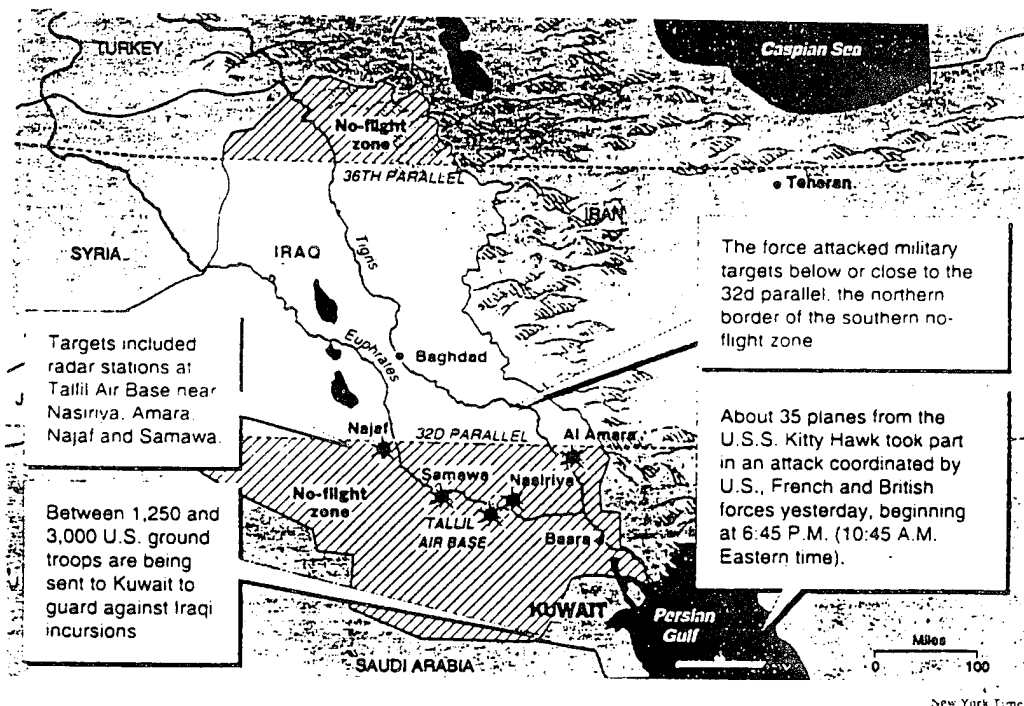 TURKEY
Caspian Sea
No-flight
zone
36TH PARALLEL
Teheran
IRAN
SYRIA
IRAQ
Tigris
The force attacked military
targets below or close to the
32d parallel, the northern
border of the southern no-
flight zone
Targets included
radar stations at
Tallil Air Base near
Nasiriya, Amara,
Najaf and Samawa.
Euphrates
Baghdad
Najaf
32D PARALLEL
Al Amara
About 35 planes from the
U.S.S. Kitty Hawk took part
in an attack coordinated by
U.S., French and British
forces yesterday, beginning
at 6:45 P.M. (10:45 A.M.
Eastern time).
Samawa
Nasiriya
No-flight
zone
TALLIL
AIR BASE
Basra
Between 1,250 and
3,000 U.S. ground
troops are being
sent to Kuwait to
guard against Iraqi
incursions
KUWAIT
Persian
Gulf
Miles
0 100
SAUDI ARABIA
New York Time